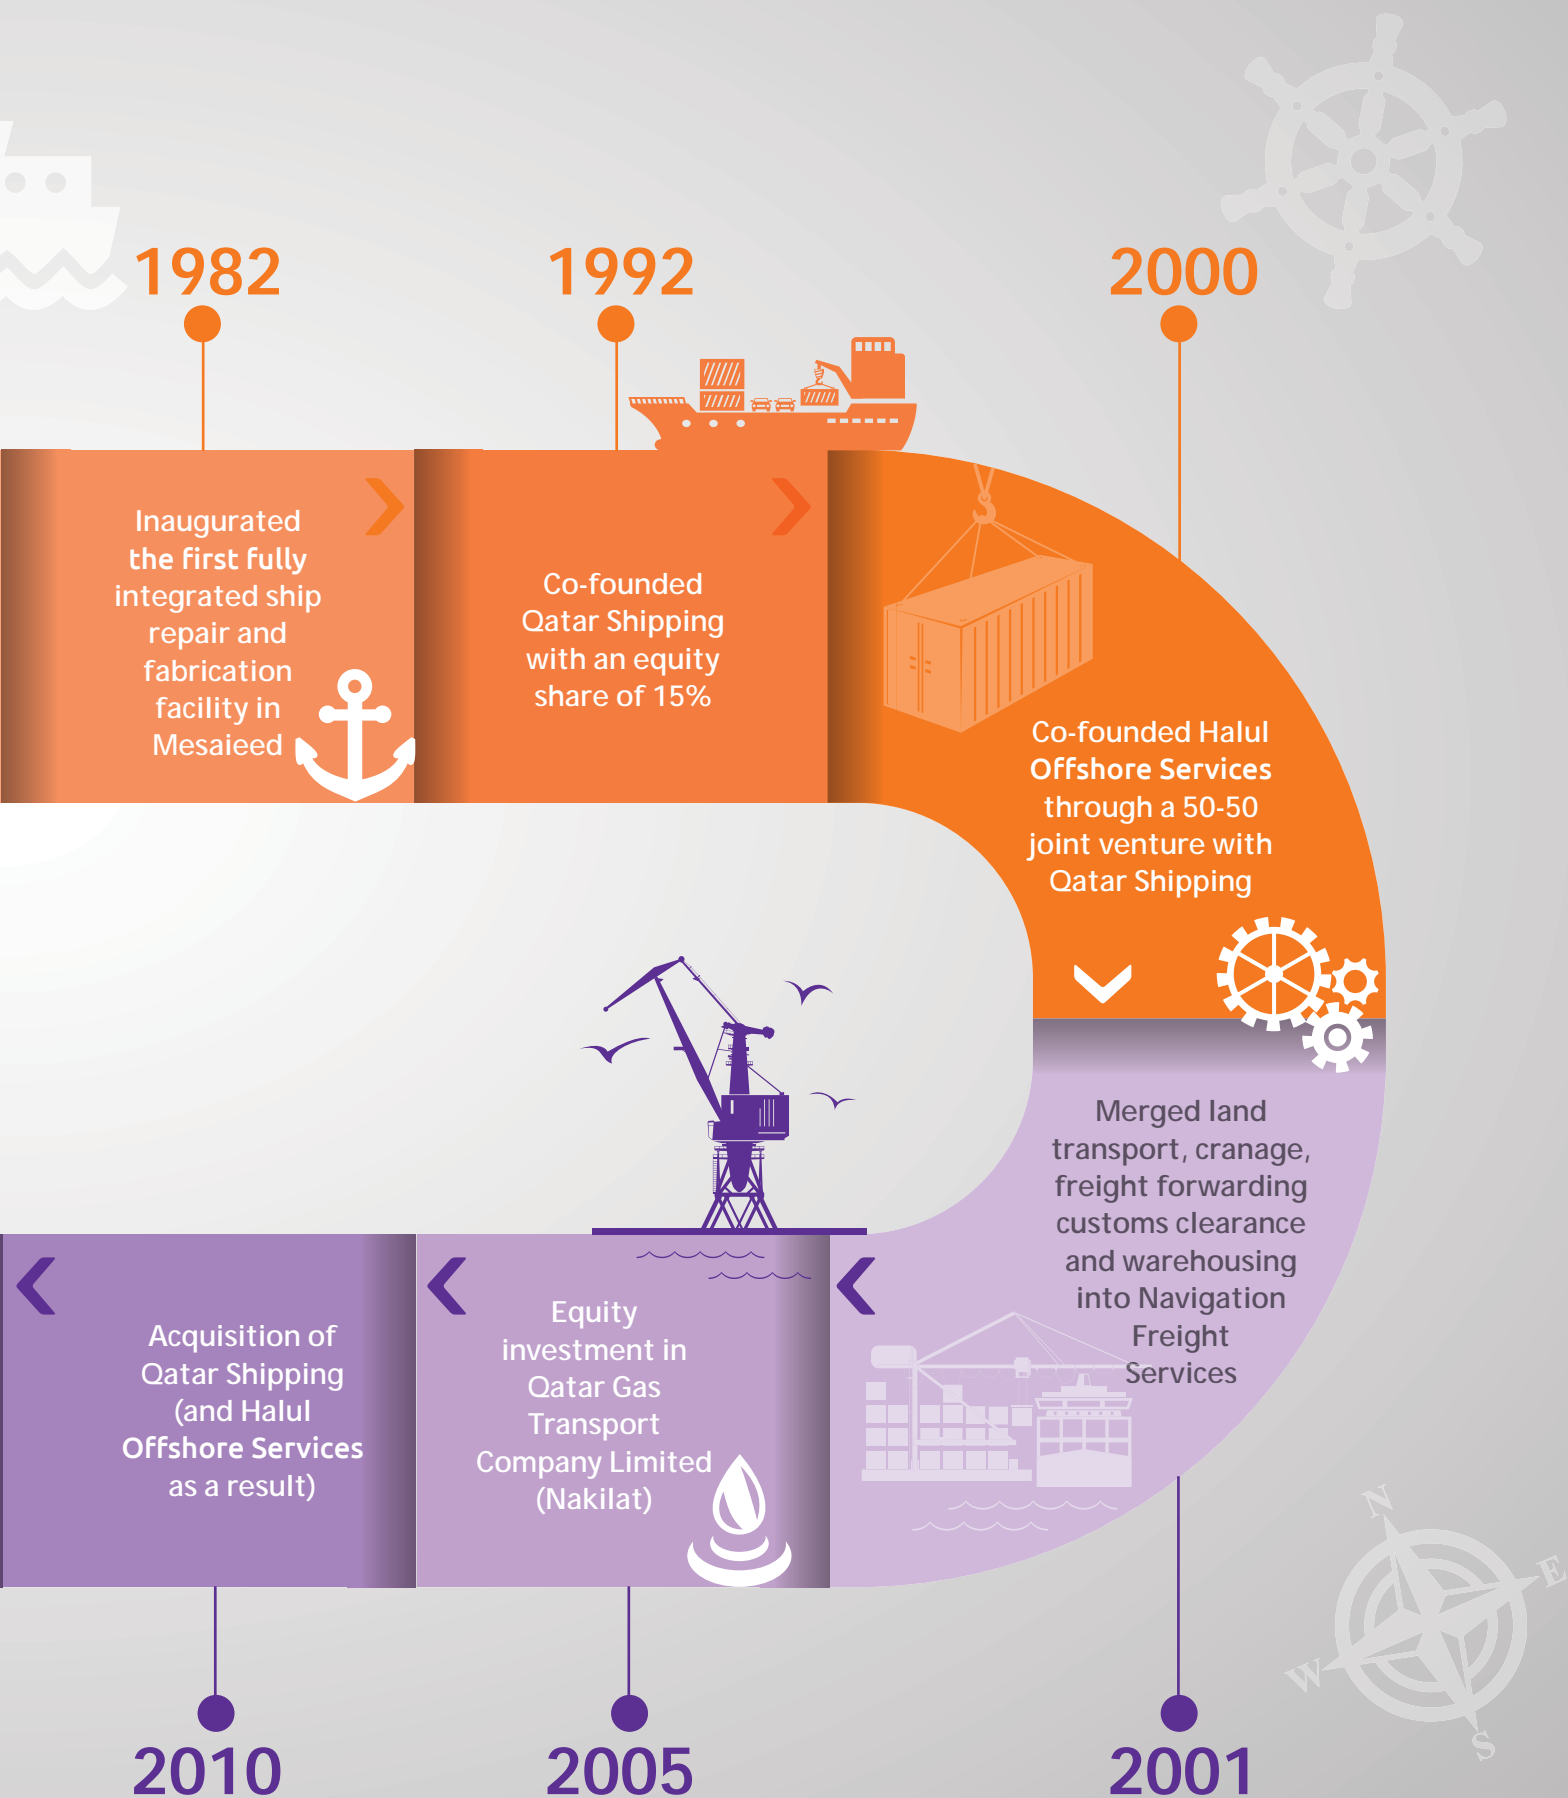 1982
Inaugurated
the first fully
integrated ship
repair and
fabrication
facility in
Mesaieed
1992
Co-founded
Qatar Shipping
with an equity
share of 15%
2000
Co-founded Halul
Offshore Services
through a 50-50
joint venture with
Qatar Shipping
Merged land
transport, cranage,
freight forwarding
customs clearance
and warehousing
into Navigation
Freight
Services
2001
Equity
investment in
Qatar Gas
Transport
Company Limited
(Nakilat)
2005
Acquisition of
Qatar Shipping
(and Halul
Offshore Services
as a result)
2010
N
E
W
S